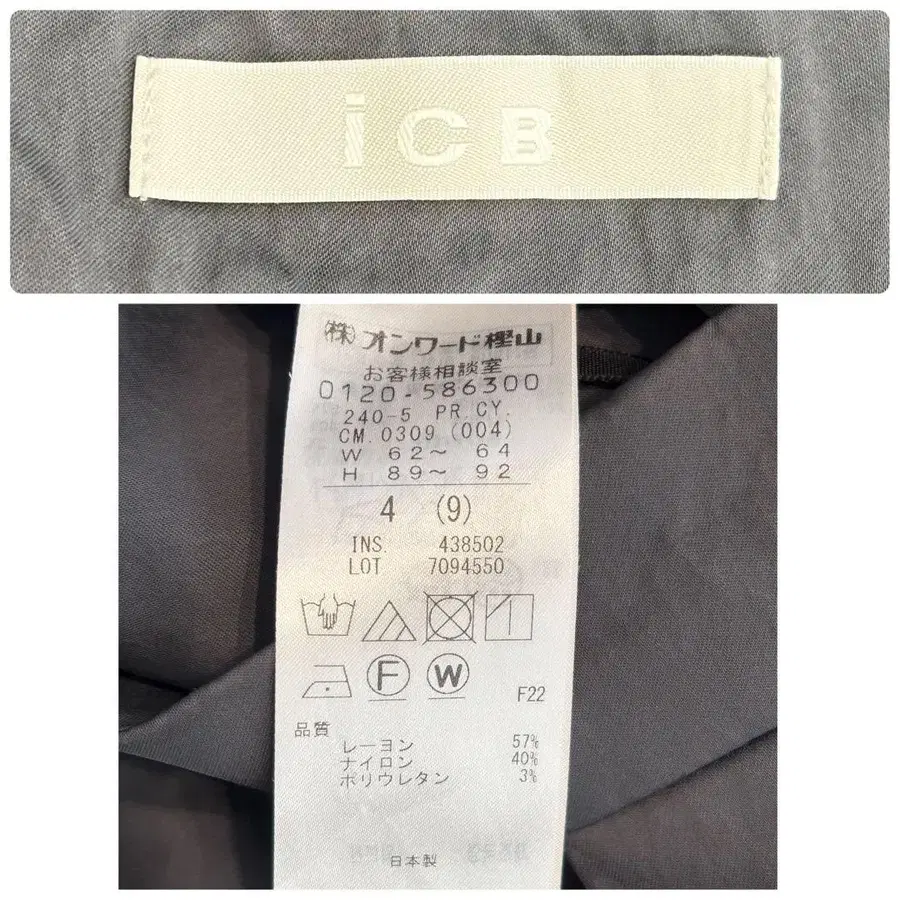 iCB
㈱オンワード樫山
お客様相談室
0120-586300
240-5 PR.CY.
CM.0309 (004)
W 62～ 64
H 89～ 92
4 (9)
INS. 438502
LOT 7094550
F W
F22
品質
レーヨン 57%
ナイロン 40%
ポリウレタン 3%
日本製